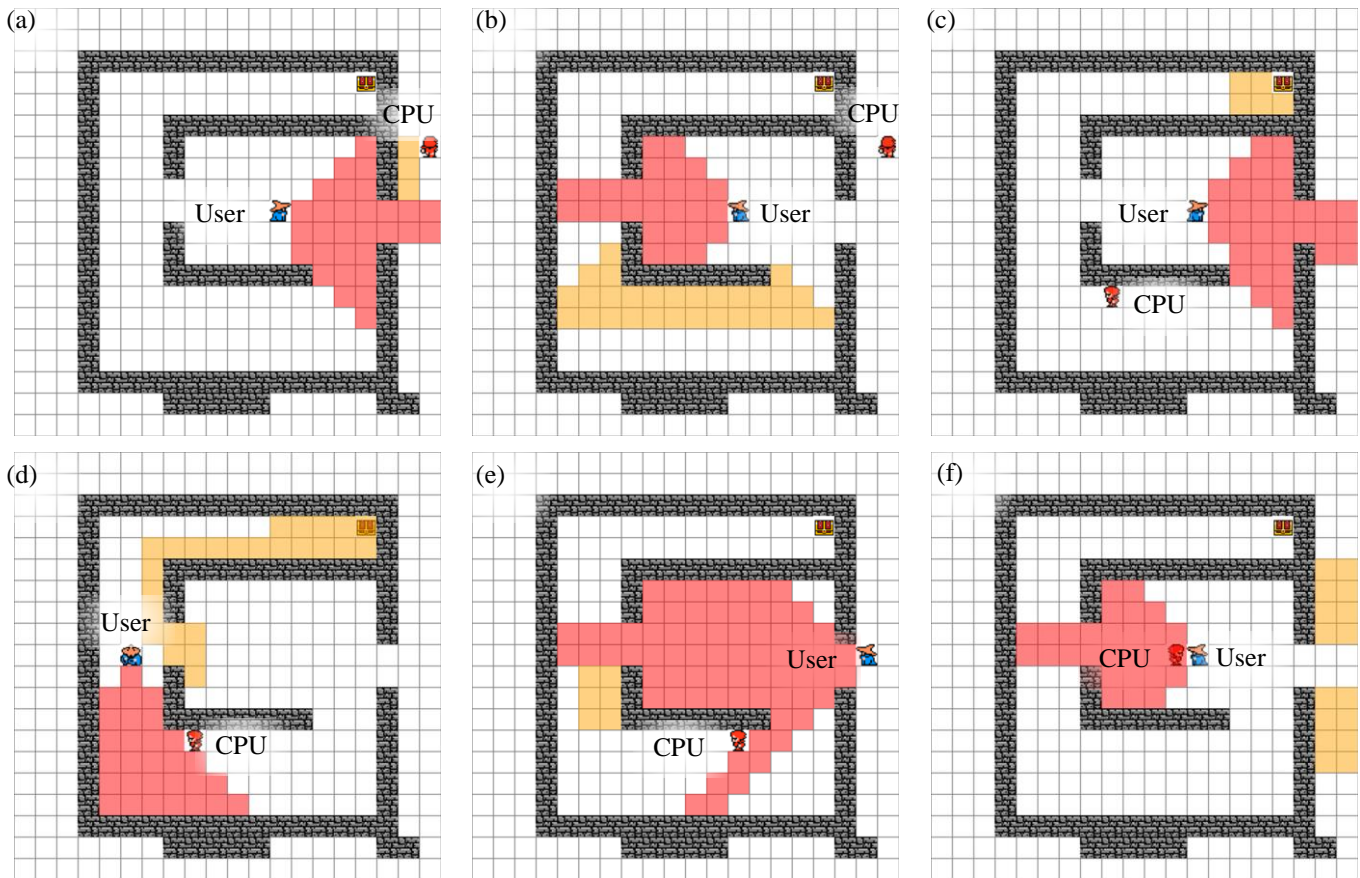 (a)
CPU
User
(b)
CPU
User
(c)
User
CPU
(d)
User
CPU
(e)
User
CPU
(f)
CPU
User